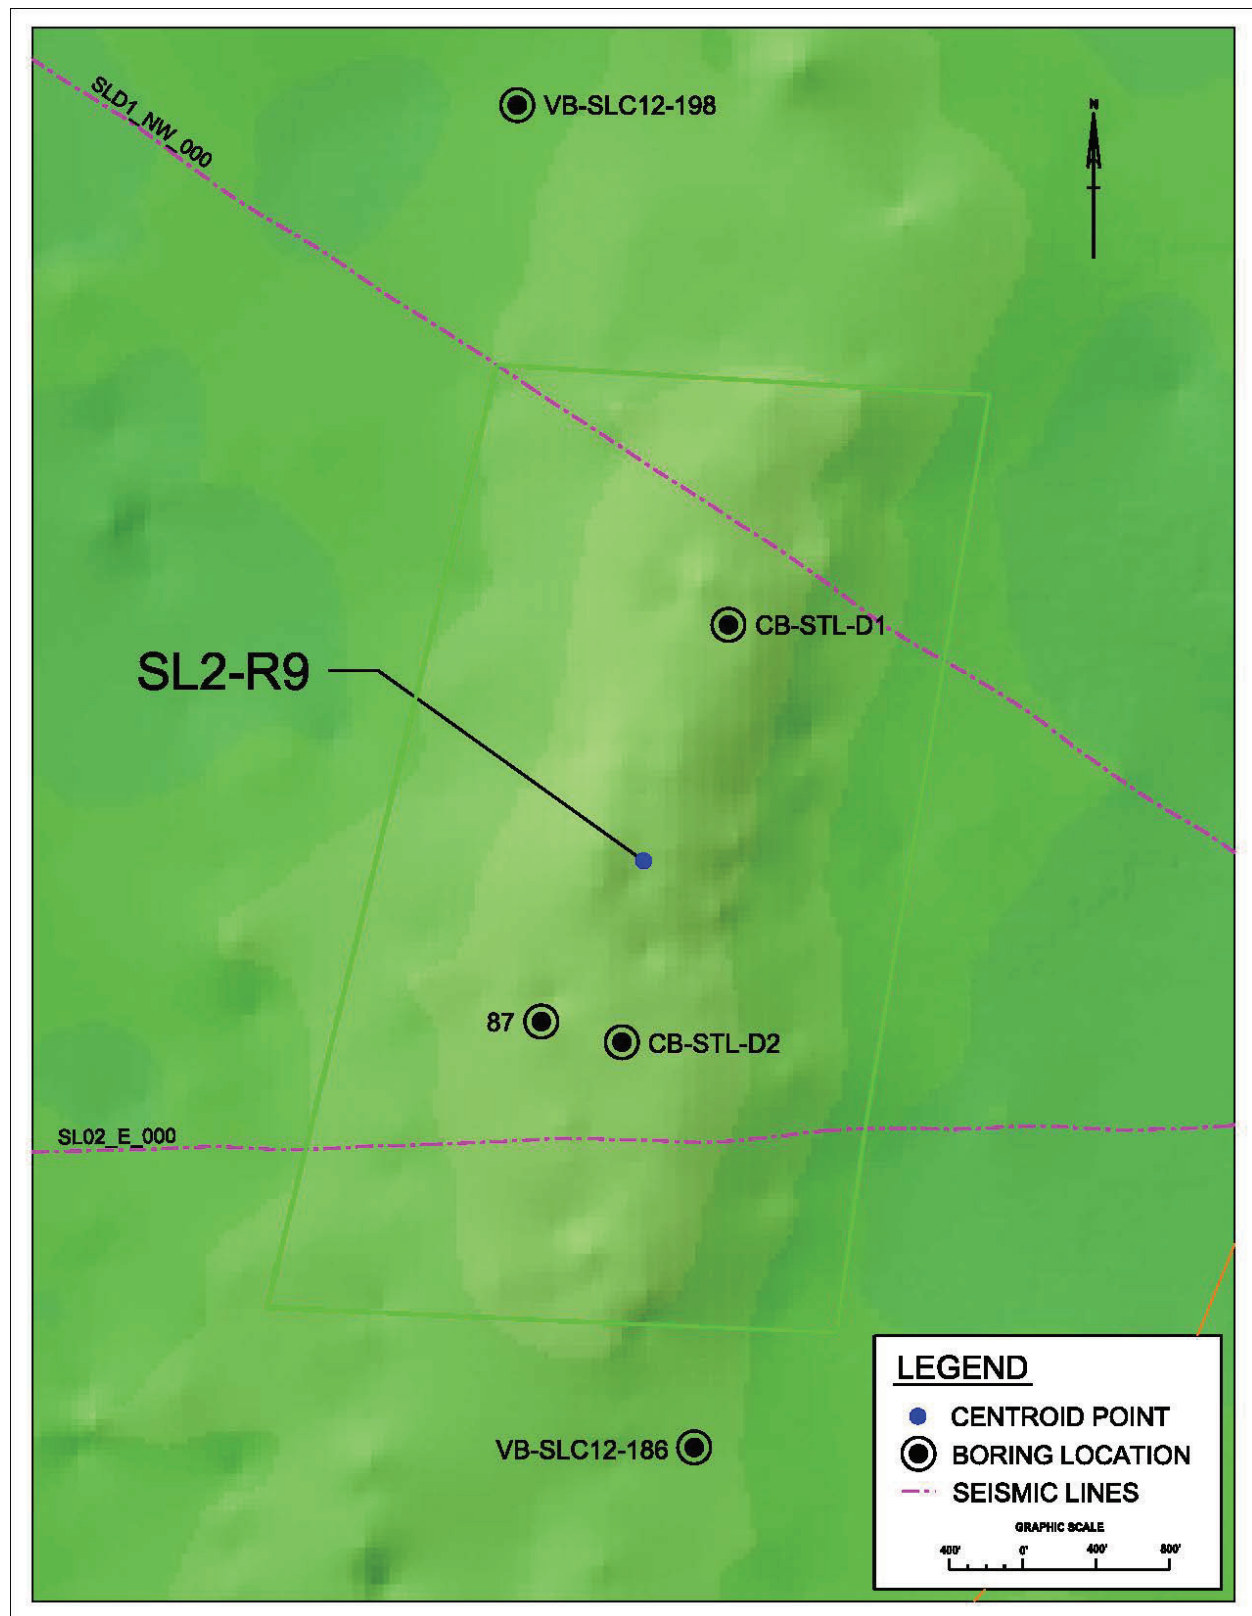 SLD1_NW_000
VB-SLC12-198
N
CB-STL-D1
SL2-R9
87
CB-STL-D2
SL02_E_000
VB-SLC12-186
LEGEND
CENTROID POINT
BORING LOCATION
SEISMIC LINES
GRAPHIC SCALE
400' 0' 400' 800'